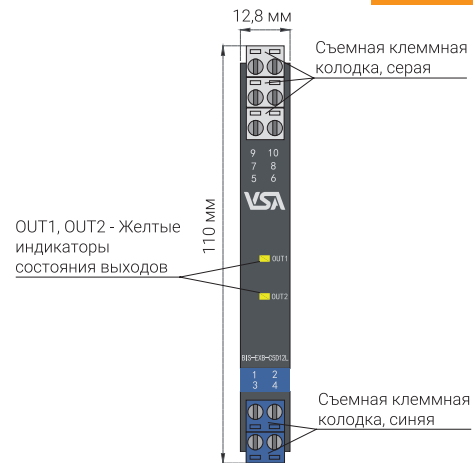 12,8 мм
Съемная клеммная
колодка, серая
9 10
7 8
5 6
VSA
110 мм
OUT1, OUT2 - Желтые
индикаторы
состояния выходов
OUT1
OUT2
BIS-EXB-CSD12L
1 2
3 4
Съемная клеммная
колодка, синяя